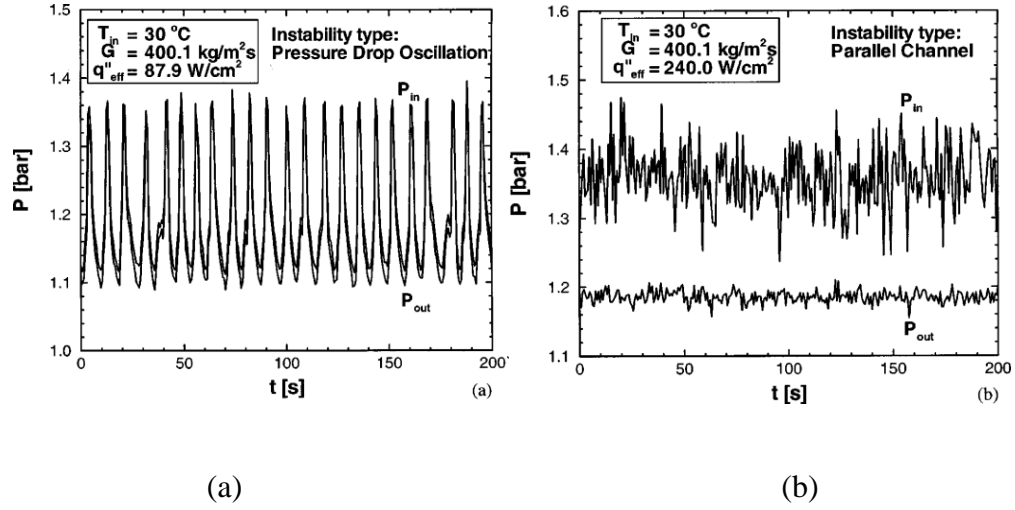 1.5
1.4
1.3
1.2
1.1
1.0
P [bar]
T_in = 30 °C
G = 400.1 kg/m²s
q"_eff = 87.9 W/cm²
Instability type:
Pressure Drop Oscillation
P_in
P_out
0 50 100 150 200
t [s]
(a)
1.6
1.5
1.4
1.3
1.2
1.1
P [bar]
T_in = 30 °C
G = 400.1 kg/m²s
q"_eff = 240.0 W/cm²
Instability type:
Parallel Channel
P_in
P_out
0 50 100 150 200
t [s]
(b)
(a) (b)